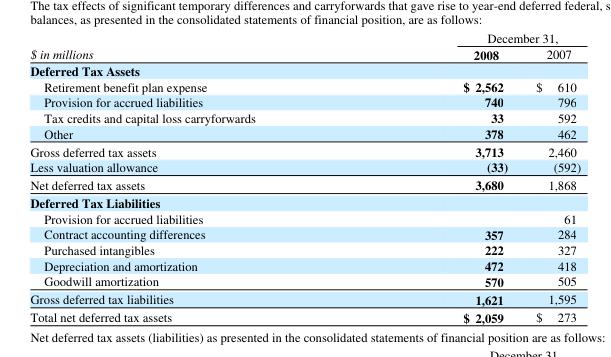 The tax effects of significant temporary differences and carryforwards that gave rise to year-end deferred federal, s
balances, as presented in the consolidated statements of financial position, are as follows:
December 31,
$ in millions 2008 2007
Deferred Tax Assets
Retirement benefit plan expense $ 2,562 $ 610
Provision for accrued liabilities 740 796
Tax credits and capital loss carryforwards 33 592
Other 378 462
Gross deferred tax assets 3,713 2,460
Less valuation allowance (33) (592)
Net deferred tax assets 3,680 1,868
Deferred Tax Liabilities
Provision for accrued liabilities 61
Contract accounting differences 357 284
Purchased intangibles 222 327
Depreciation and amortization 472 418
Goodwill amortization 570 505
Gross deferred tax liabilities 1,621 1,595
Total net deferred tax assets $ 2,059 $ 273
Net deferred tax assets (liabilities) as presented in the consolidated statements of financial position are as follows:
December 31